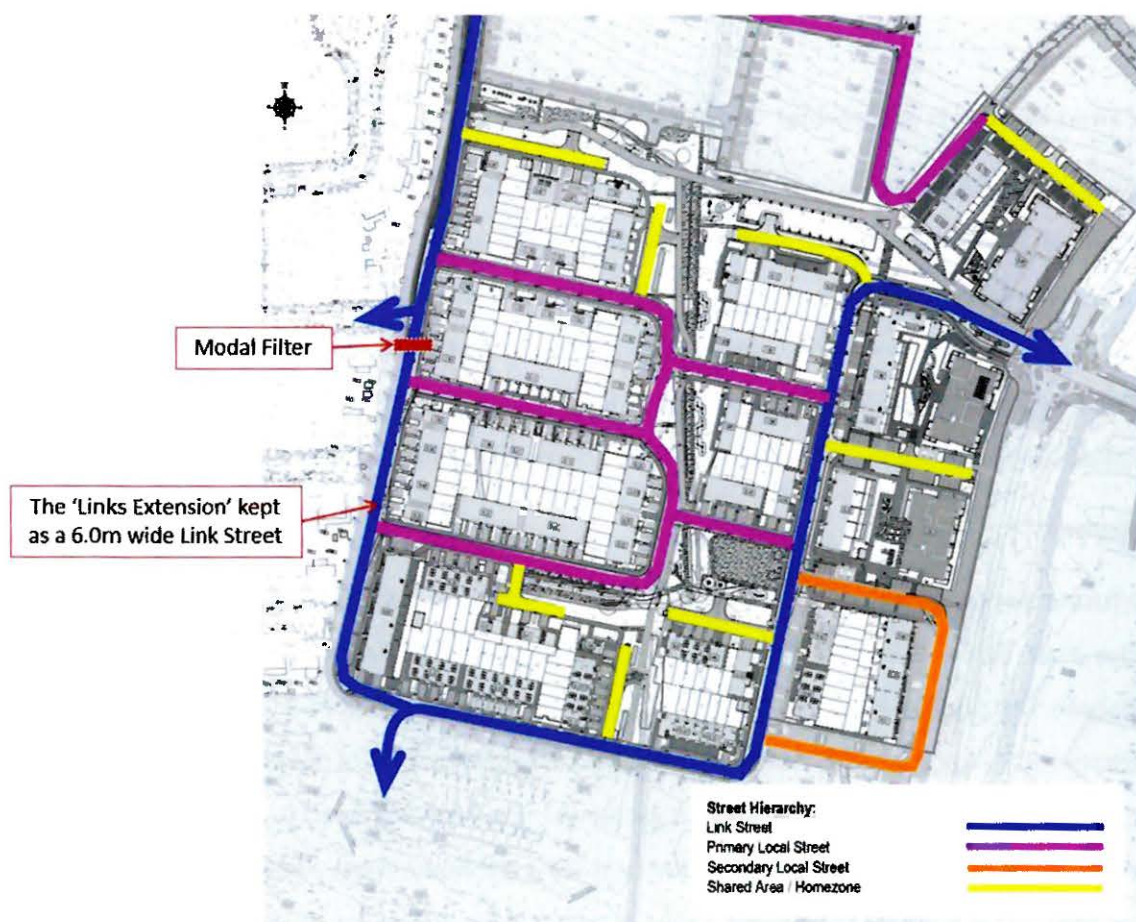 Modal Filter
The ‘Links Extension’ kept
as a 6.0m wide Link Street
Street Hierarchy:
Link Street
Primary Local Street
Secondary Local Street
Shared Area / Homezone